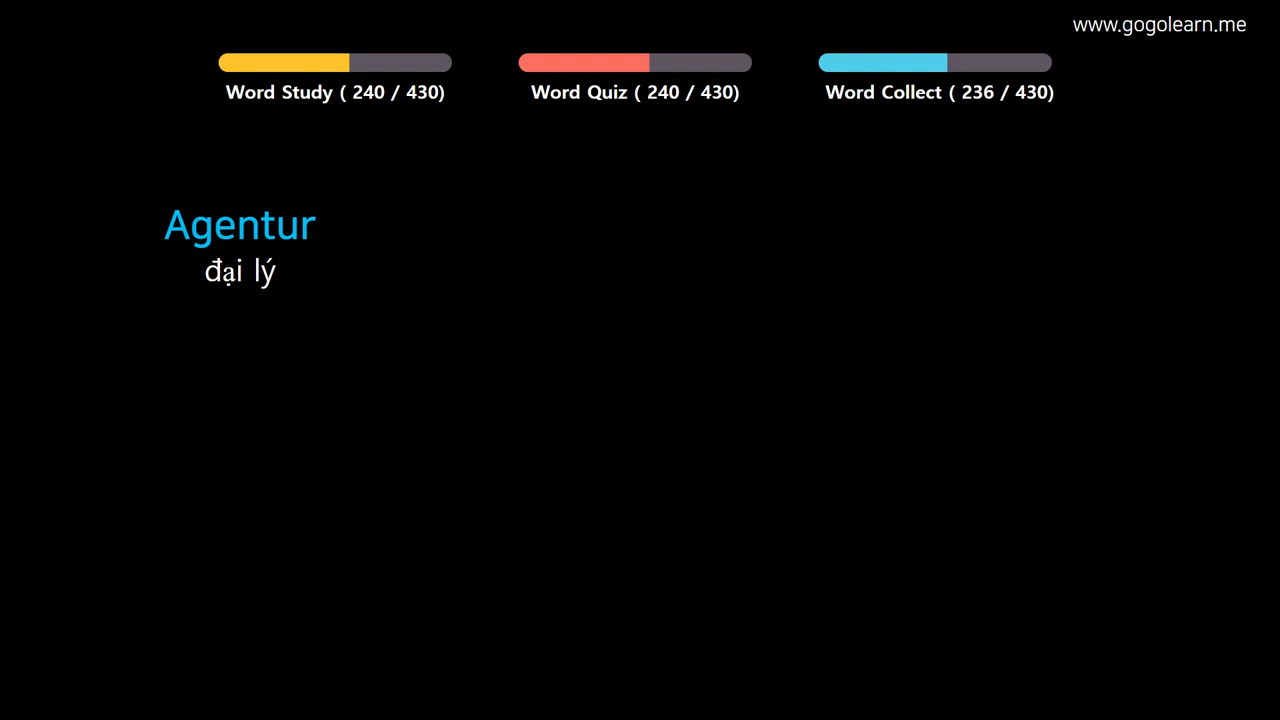 www.gogolearn.me
Word Study ( 240 / 430)
Word Quiz ( 240 / 430)
Word Collect ( 236 / 430)
Agentur
đại lý